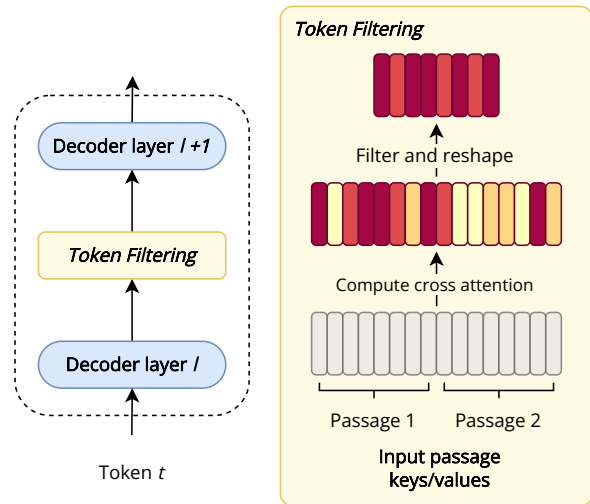 Decoder layer l +1
Token Filtering
Decoder layer l
Token t
Token Filtering
Filter and reshape
Compute cross attention
Passage 1
Passage 2
Input passage
keys/values